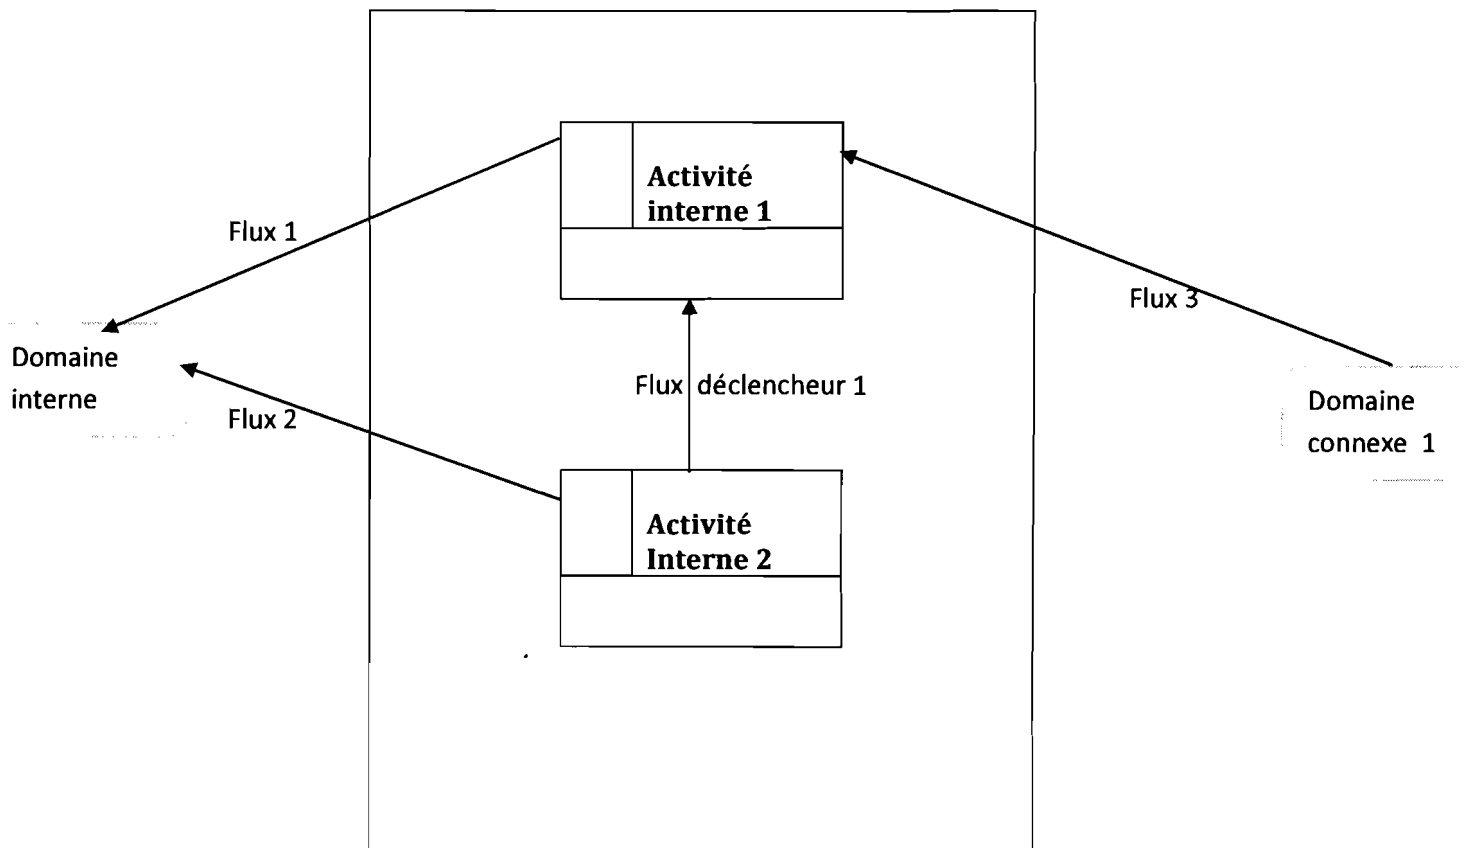 Activité
interne 1
Flux 1
Flux 3
Domaine
interne
Flux déclencheur 1
Domaine
connexe 1
Flux 2
Activité
Interne 2